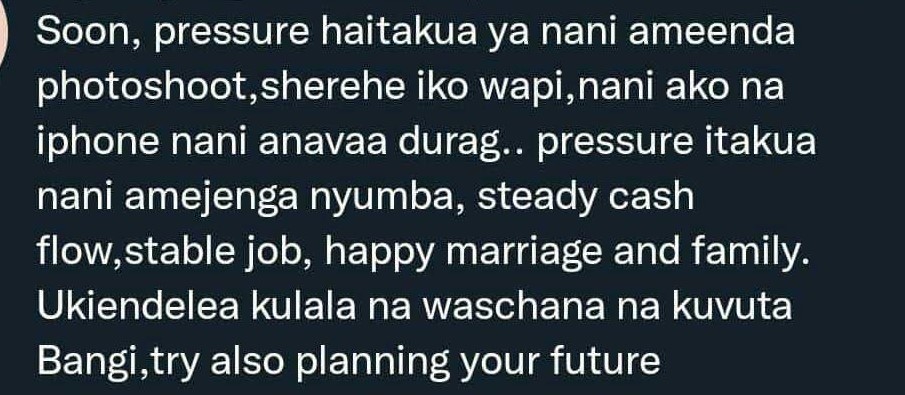 Soon, pressure haitakua ya nani ameenda
photoshoot,sherehe iko wapi,nani ako na
iphone nani anavaa durag.. pressure itakua
nani amejenga nyumba, steady cash
flow,stable job, happy marriage and family.
Ukiendelea kulala na waschana na kuvuta
Bangi,try also planning your future